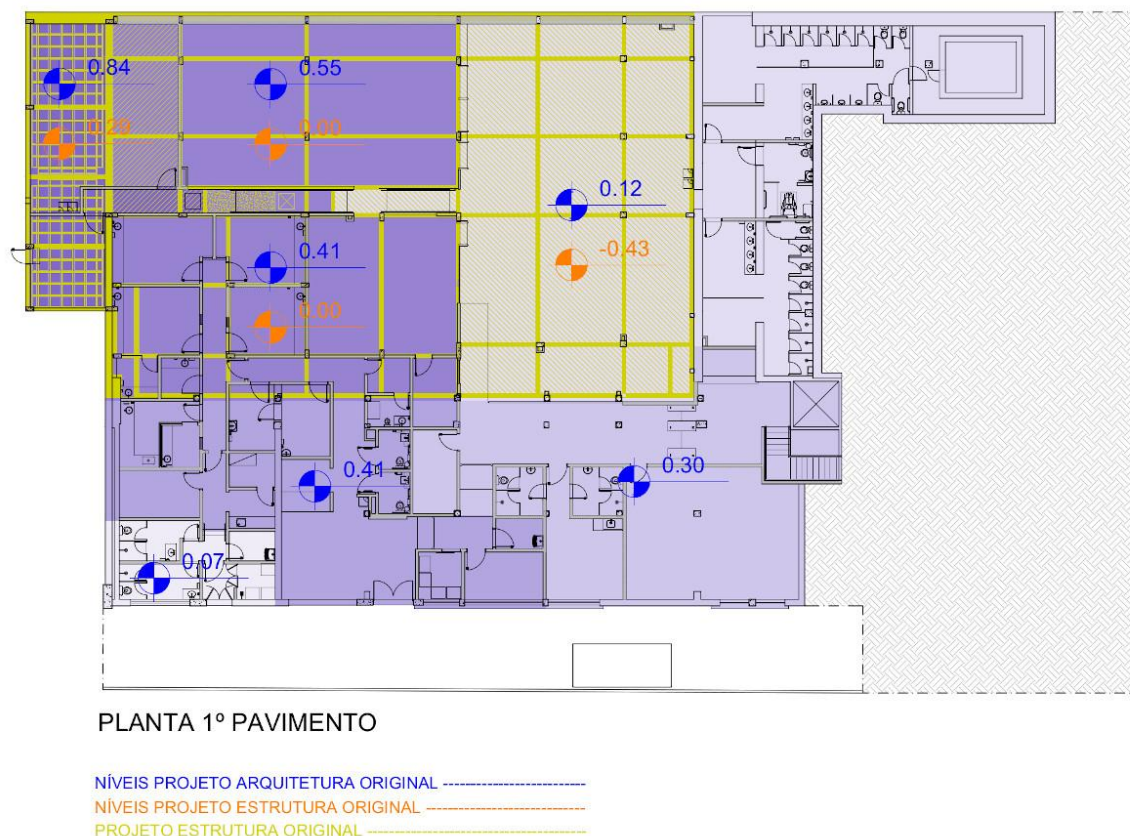 0.84
0.55
0.29
0.00
0.12
-0.43
0.41
0.00
0.41
0.30
0.07
PLANTA 1º PAVIMENTO
NÍVEIS PROJETO ARQUITETURA ORIGINAL ----------------------------
NÍVEIS PROJETO ESTRUTURA ORIGINAL -------------------------------
PROJETO ESTRUTURA ORIGINAL ------------------------------------------